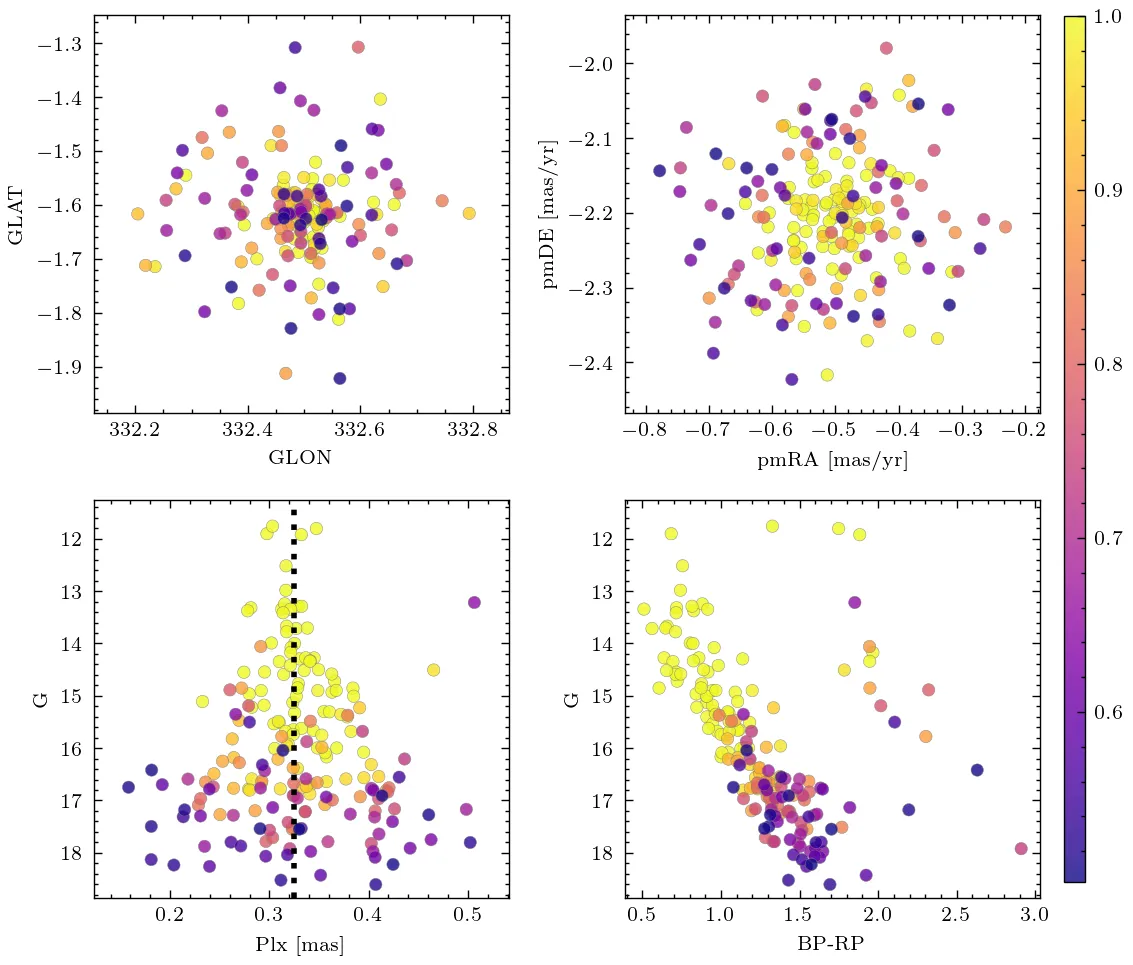 −1.3
−1.4
−1.5
−1.6
−1.7
−1.8
−1.9
GLAT
332.2 332.4 332.6 332.8
GLON
−2.0
−2.1
−2.2
−2.3
−2.4
pmDE [mas/yr]
−0.8 −0.7 −0.6 −0.5 −0.4 −0.3 −0.2
pmRA [mas/yr]
12
13
14
15
16
17
18
G
0.2 0.3 0.4 0.5
Plx [mas]
12
13
14
15
16
17
18
G
0.5 1.0 1.5 2.0 2.5 3.0
BP-RP
1.0
0.9
0.8
0.7
0.6